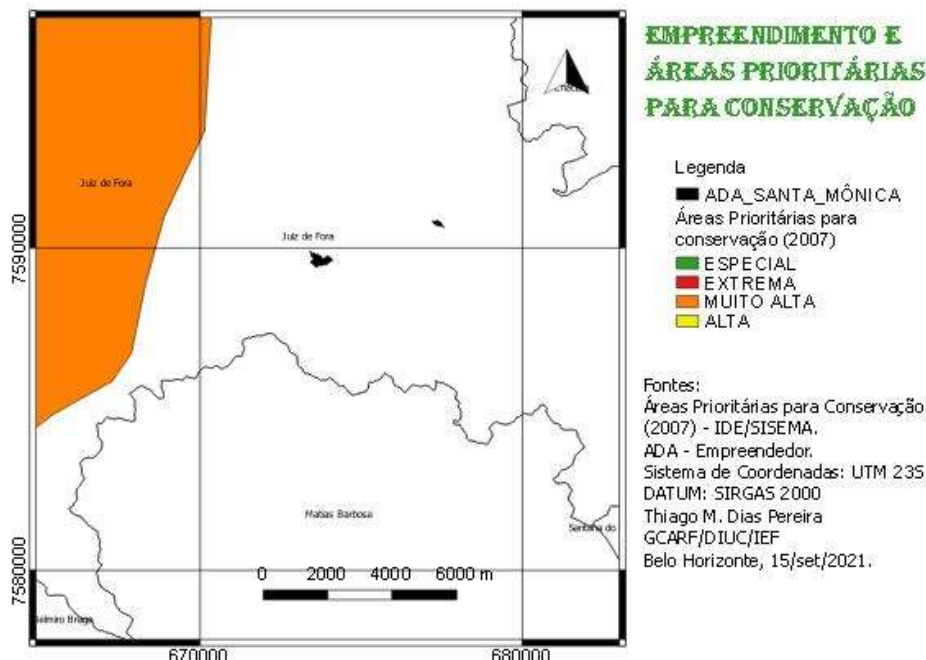 EMPREENDIMENTO E
ÁREAS PRIORITÁRIAS
PARA CONSERVAÇÃO
Legenda
ADA_SANTA_MÔNICA
Áreas Prioritárias para
conservação (2007)
ESPECIAL
EXTREMA
MUITO ALTA
ALTA
Fontes:
Áreas Prioritárias para Conservação
(2007) - IDE/SISEMA.
ADA - Empreendedor.
Sistema de Coordenadas: UTM 23S
DATUM: SIRGAS 2000
Thiago M. Dias Pereira
GCARF/DIUC/IEF
Belo Horizonte, 15/set/2021.
Juiz de Fora
Juiz de Fora
Matias Barbosa
Santana do
elmiro Braga
0 2000 4000 6000 m
7590000
7580000
670000
680000